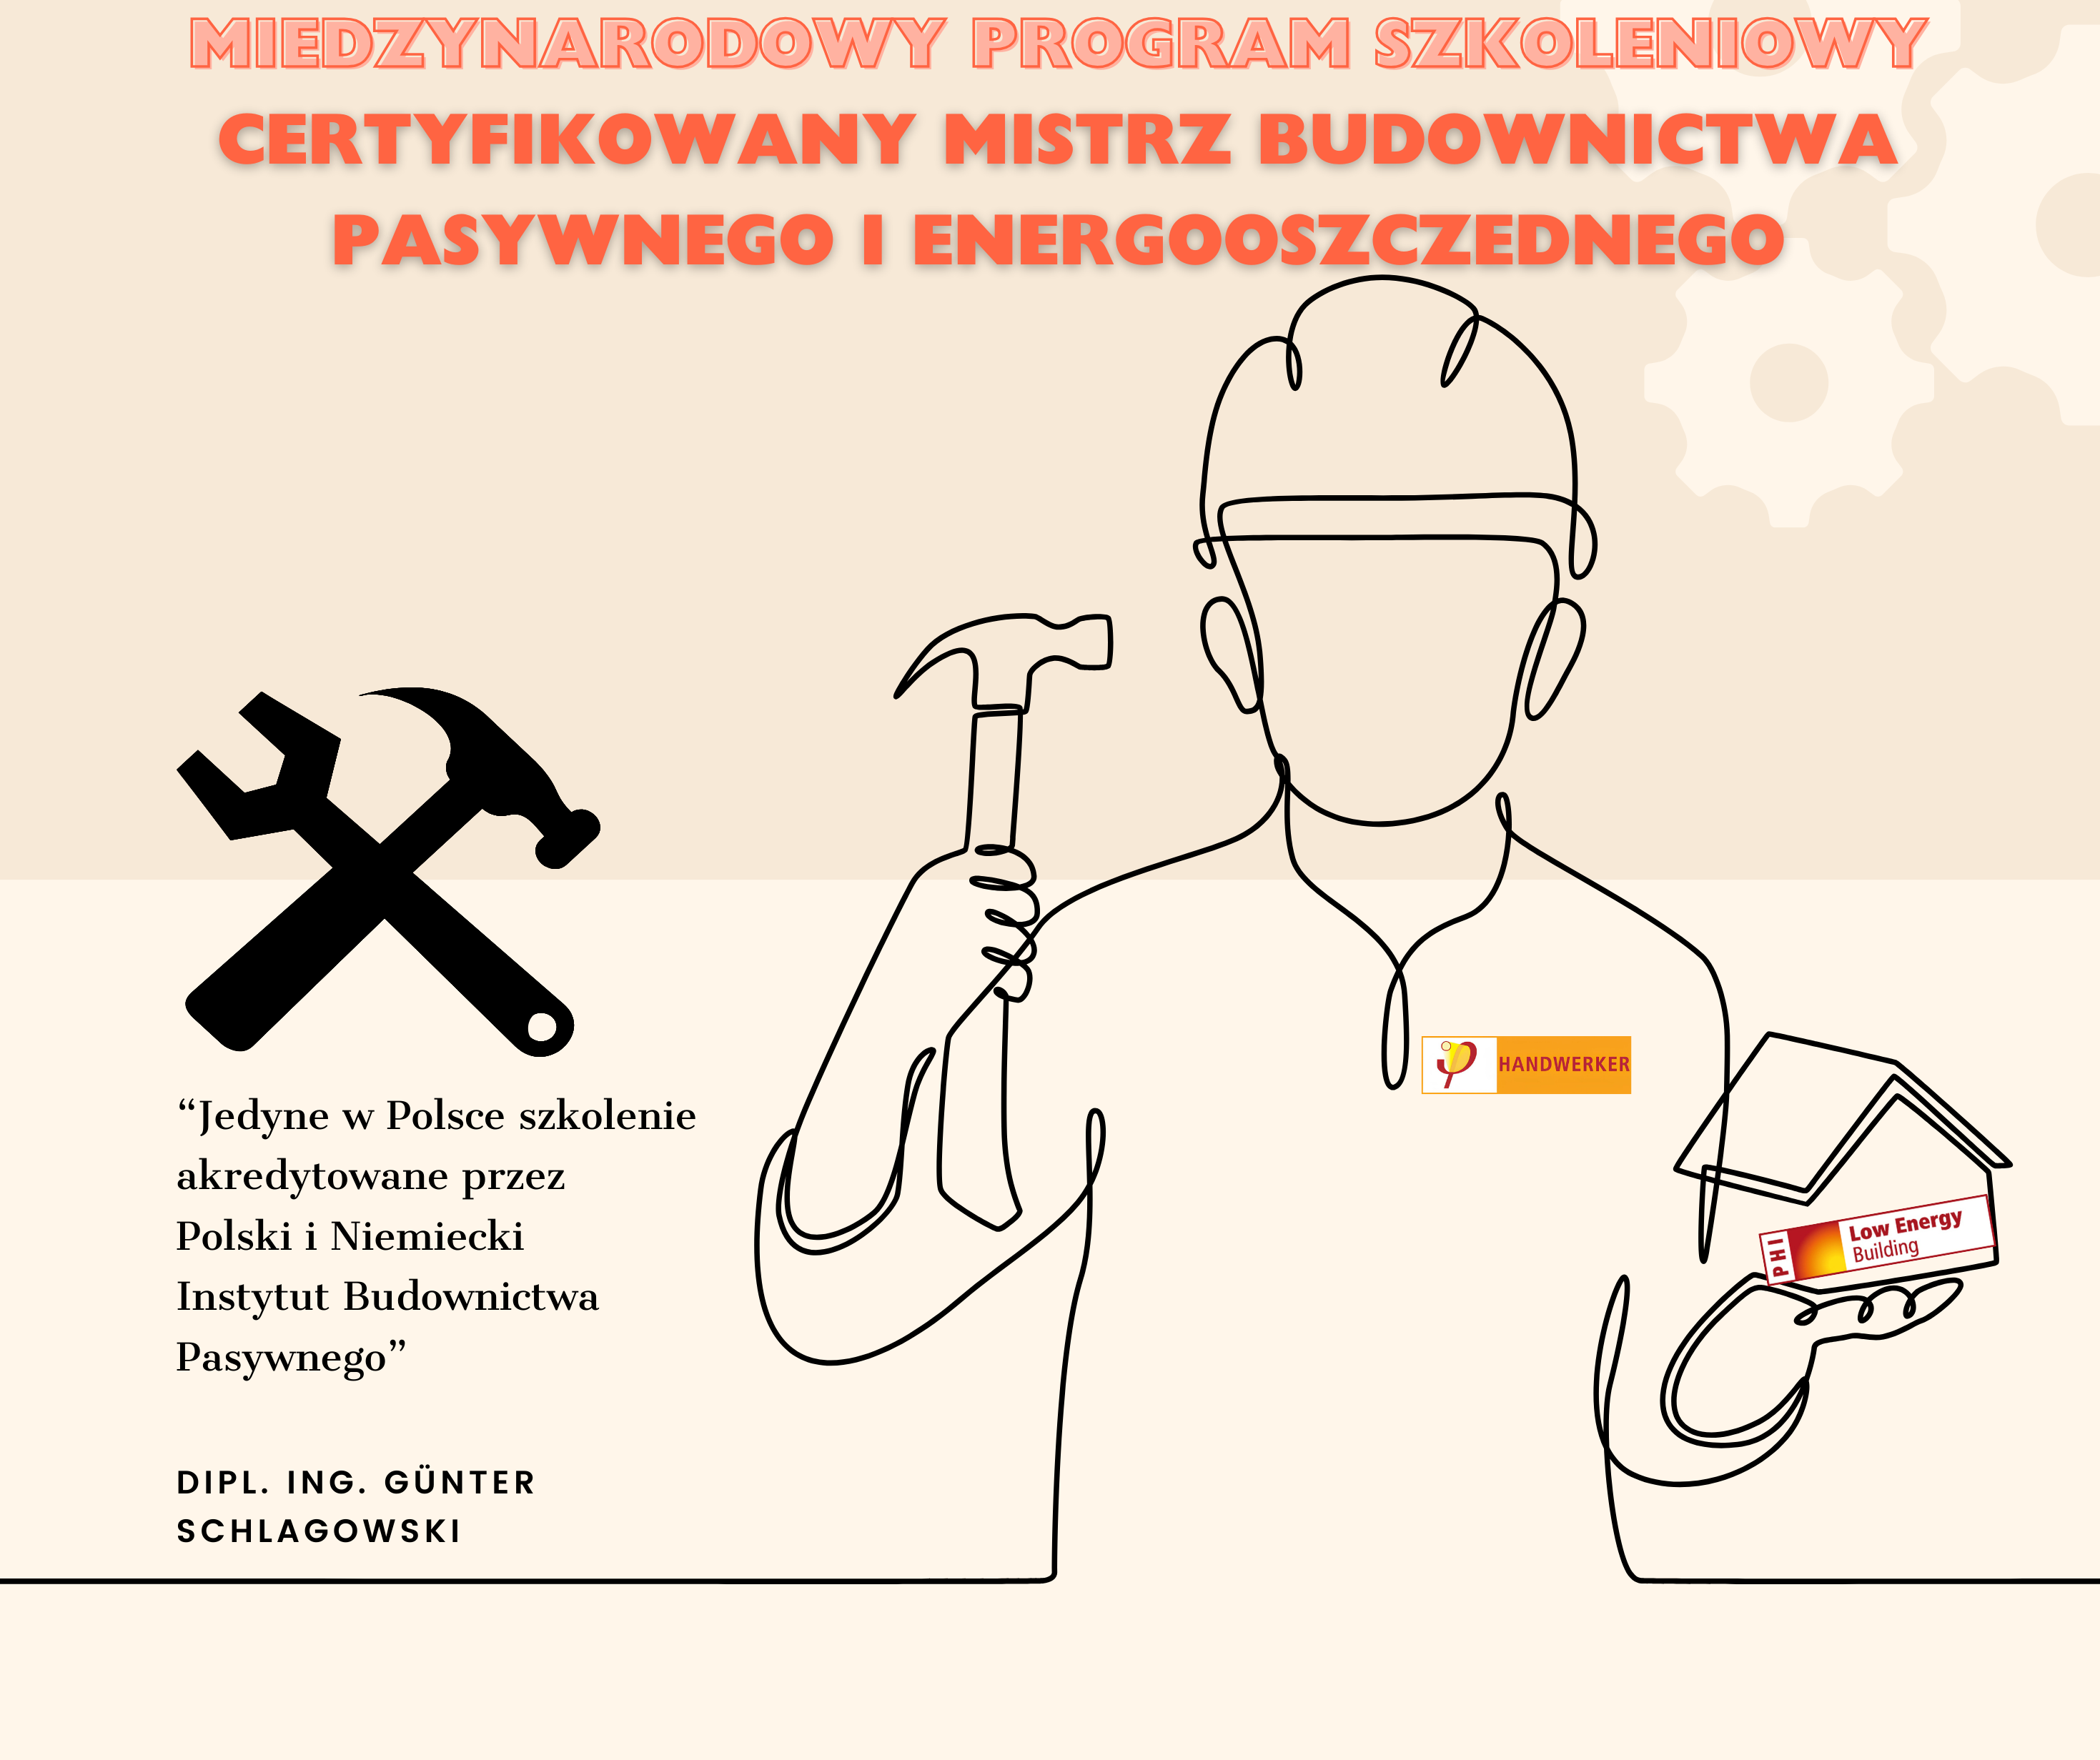 MIEDZYNARODOWY PROGRAM SZKOLENIOWY
CERTYFIKOWANY MISTRZ BUDOWNICTWA
PASYWNEGO I ENERGOOSZCZEDNEGO
HANDWERKER
PHI
Low Energy
Building
“Jedyne w Polsce szkolenie
akredytowane przez
Polski i Niemiecki
Instytut Budownictwa
Pasywnego”
DIPL. ING. GÜNTER
SCHLAGOWSKI